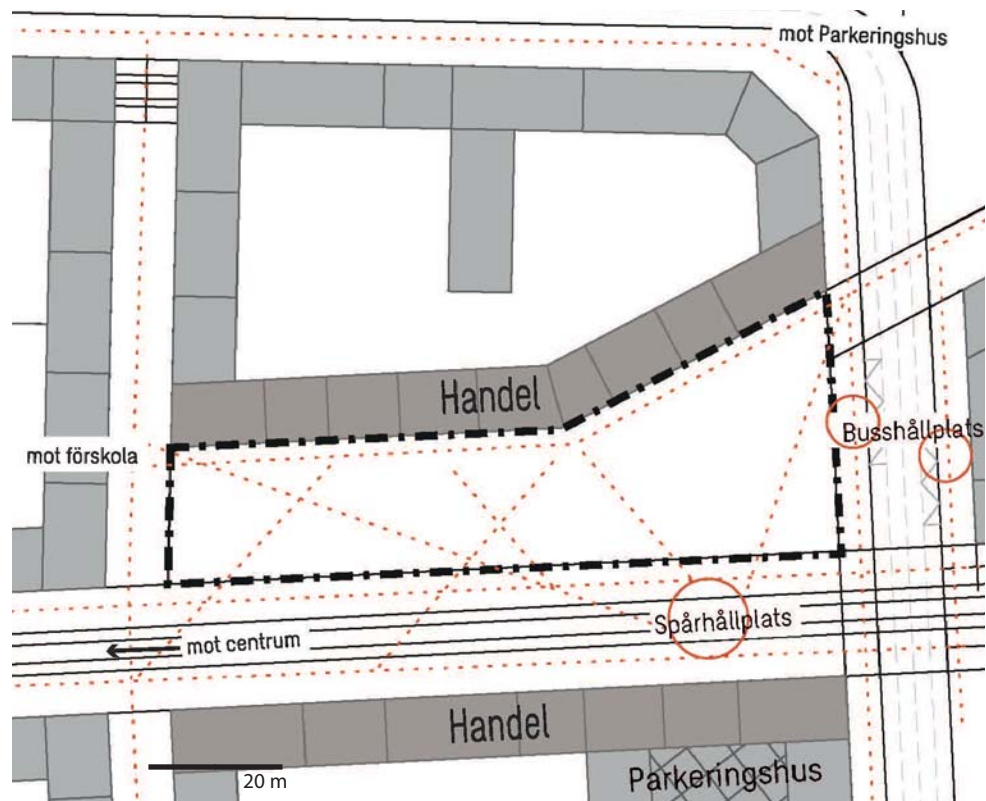 mot Parkeringshus
Handel
Busshållplats
mot förskola
Spårhållplats
mot centrum
Handel
Parkeringshus
20 m